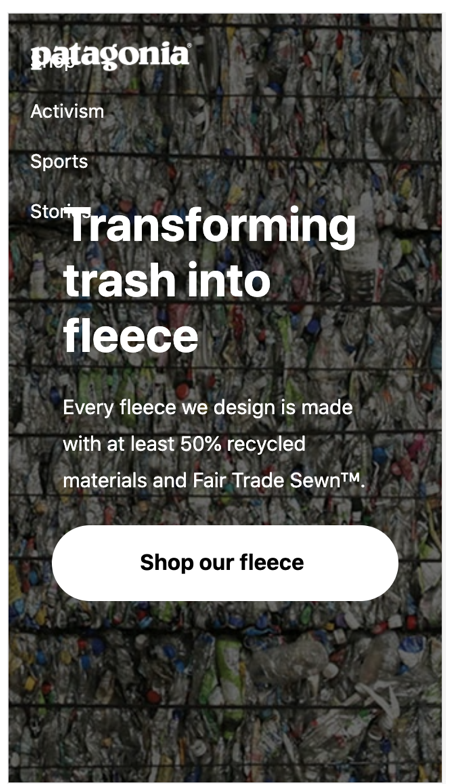 patagonia
Shop
Activism
Sports
Stories
Transforming
trash into
fleece
Every fleece we design is made
with at least 50% recycled
materials and Fair Trade Sewn™.
Shop our fleece